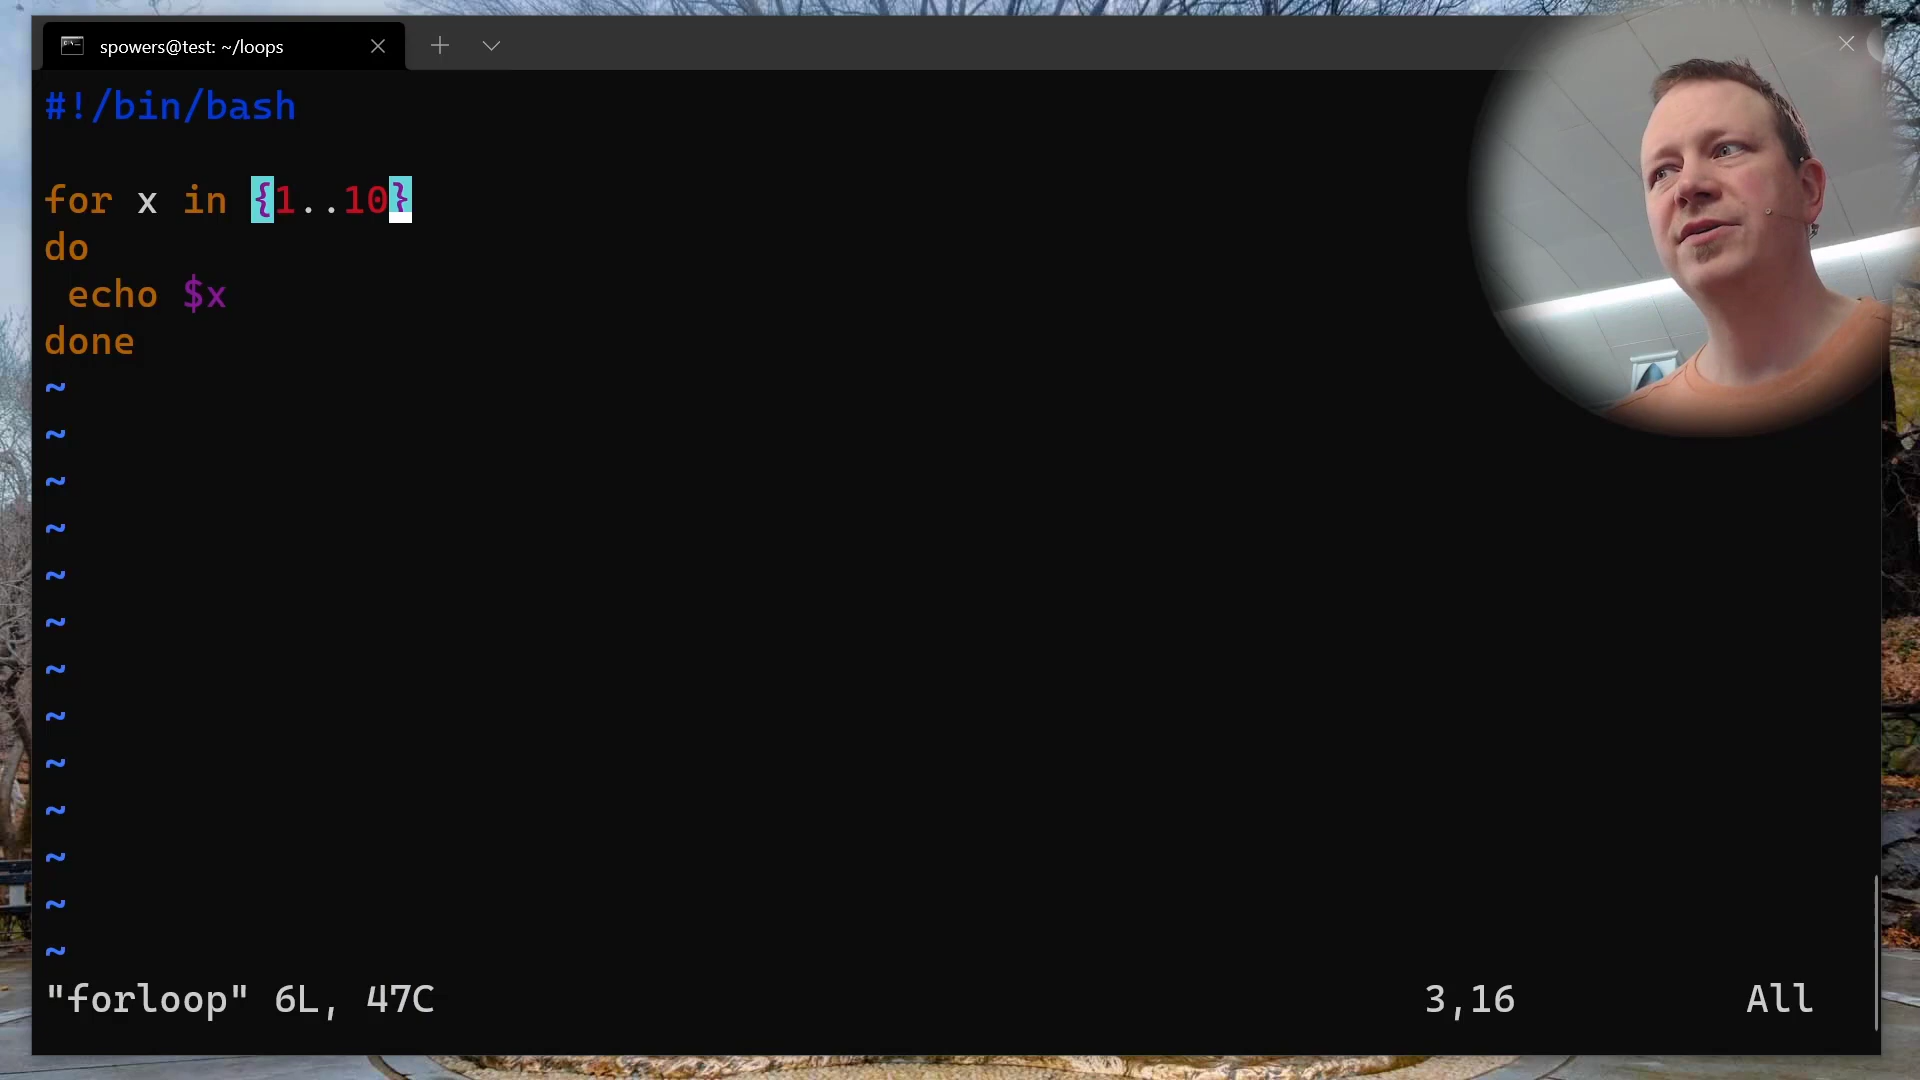 spowers@test: ~/loops
#!/bin/bash
for x in {1..10}
do
 echo $x
done
~
~
~
~
~
~
~
~
~
~
~
~
~
"forloop" 6L, 47C 3,16 All